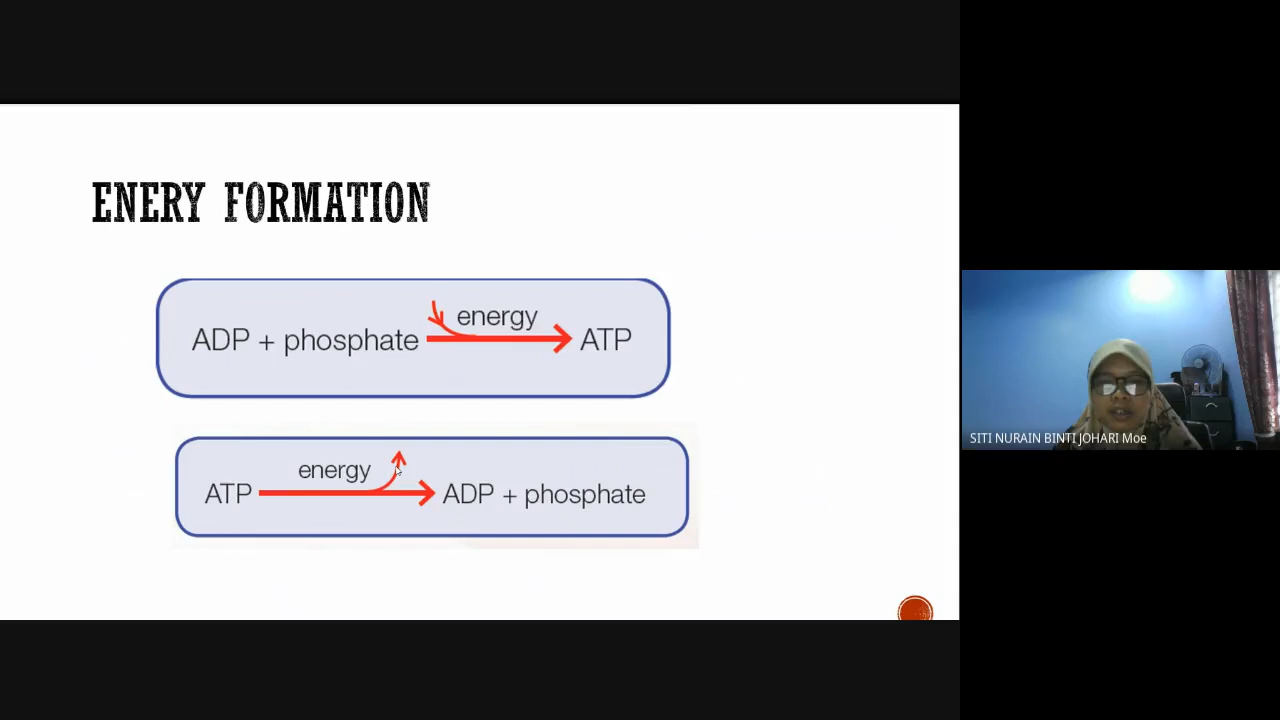 ENERY FORMATION
energy
ADP + phosphate ATP
energy
ATP ADP + phosphate
SITI NURAIN BINTI JOHARI Moe